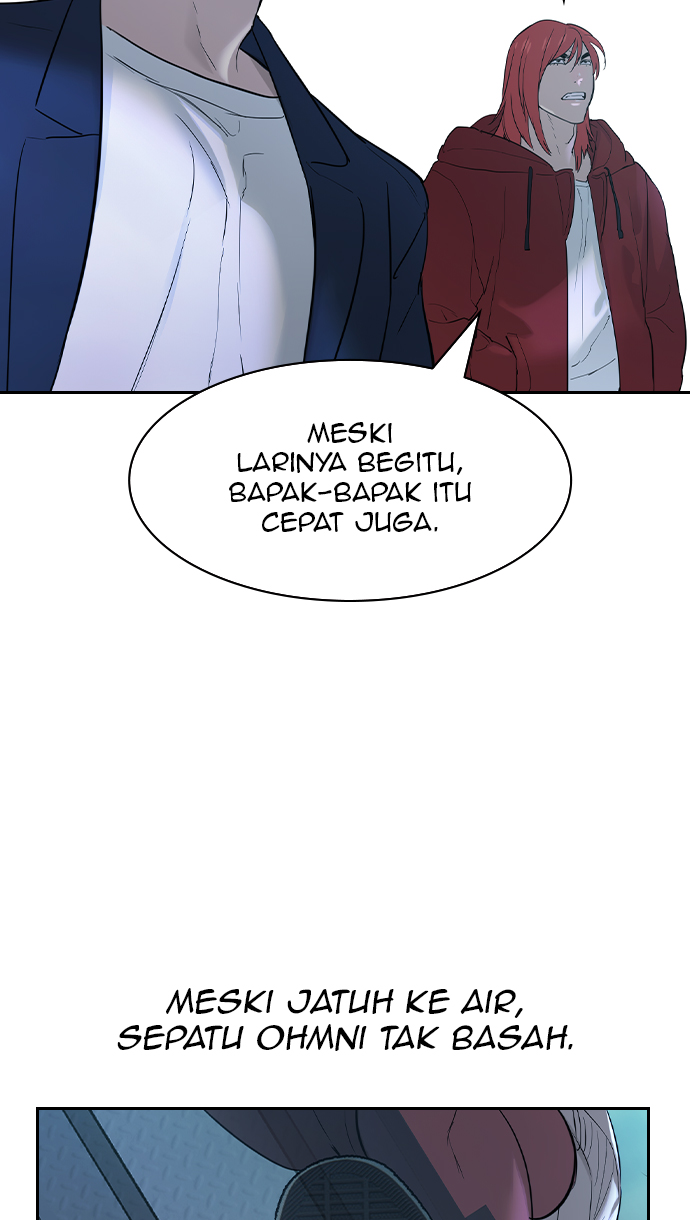 MESKI
LARINYA BEGITU,
BAPAK-BAPAK ITU
CEPAT JUGA.
MESKI JATUH KE AIR,
SEPATU OHMNI TAK BASAH.